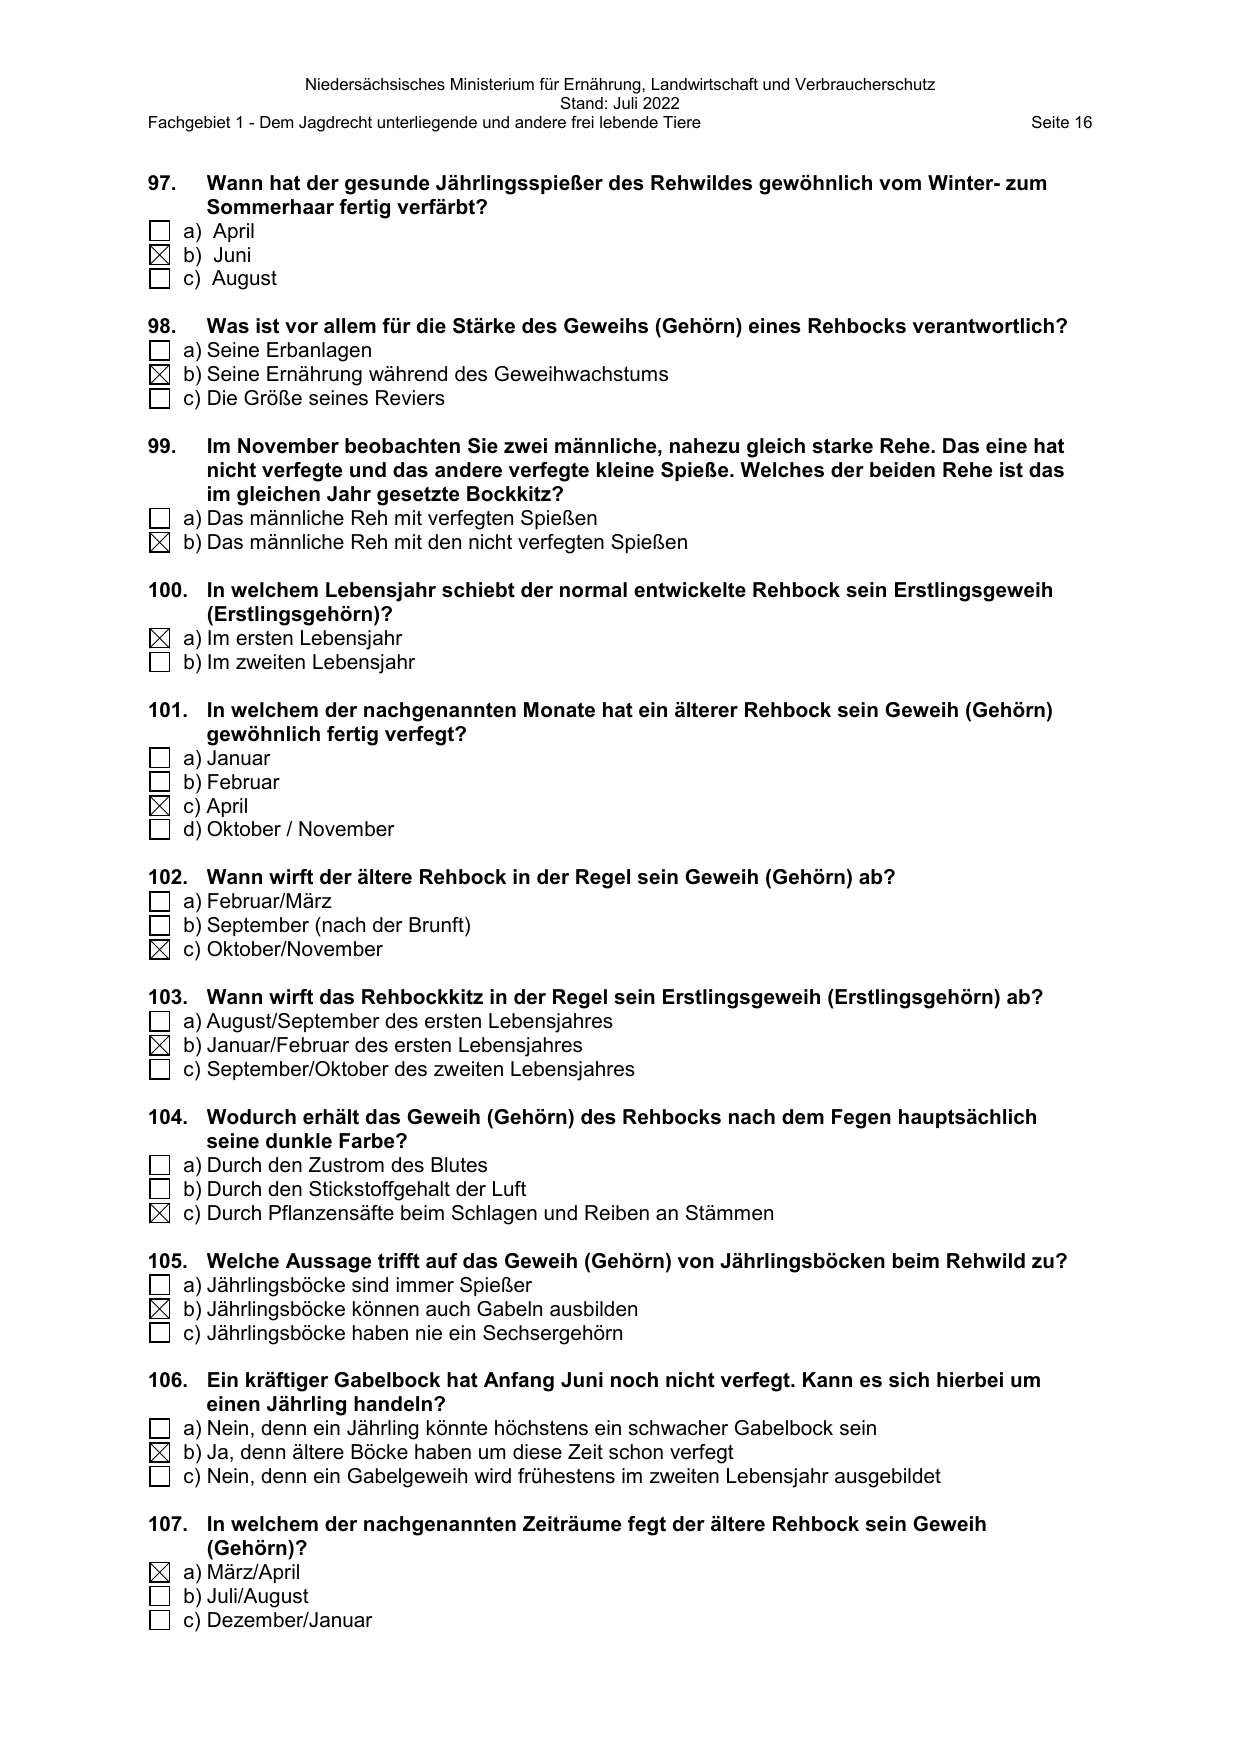 Niedersächsisches Ministerium für Ernährung, Landwirtschaft und Verbraucherschutz
Stand: Juli 2022
Fachgebiet 1 - Dem Jagdrecht unterliegende und andere frei lebende Tiere Seite 16
97. Wann hat der gesunde Jährlingsspießer des Rehwildes gewöhnlich vom Winter- zum
Sommerhaar fertig verfärbt?
☐ a) April
☒ b) Juni
☐ c) August
98. Was ist vor allem für die Stärke des Geweihs (Gehörn) eines Rehbocks verantwortlich?
☐ a) Seine Erbanlagen
☒ b) Seine Ernährung während des Geweihwachstums
☐ c) Die Größe seines Reviers
99. Im November beobachten Sie zwei männliche, nahezu gleich starke Rehe. Das eine hat
nicht verfegte und das andere verfegte kleine Spieße. Welches der beiden Rehe ist das
im gleichen Jahr gesetzte Bockkitz?
☐ a) Das männliche Reh mit verfegten Spießen
☒ b) Das männliche Reh mit den nicht verfegten Spießen
100. In welchem Lebensjahr schiebt der normal entwickelte Rehbock sein Erstlingsgeweih
(Erstlingsgehörn)?
☒ a) Im ersten Lebensjahr
☐ b) Im zweiten Lebensjahr
101. In welchem der nachgenannten Monate hat ein älterer Rehbock sein Geweih (Gehörn)
gewöhnlich fertig verfegt?
☐ a) Januar
☐ b) Februar
☒ c) April
☐ d) Oktober / November
102. Wann wirft der ältere Rehbock in der Regel sein Geweih (Gehörn) ab?
☐ a) Februar/März
☐ b) September (nach der Brunft)
☒ c) Oktober/November
103. Wann wirft das Rehbockkitz in der Regel sein Erstlingsgeweih (Erstlingsgehörn) ab?
☐ a) August/September des ersten Lebensjahres
☒ b) Januar/Februar des ersten Lebensjahres
☐ c) September/Oktober des zweiten Lebensjahres
104. Wodurch erhält das Geweih (Gehörn) des Rehbocks nach dem Fegen hauptsächlich
seine dunkle Farbe?
☐ a) Durch den Zustrom des Blutes
☐ b) Durch den Stickstoffgehalt der Luft
☒ c) Durch Pflanzensäfte beim Schlagen und Reiben an Stämmen
105. Welche Aussage trifft auf das Geweih (Gehörn) von Jährlingsböcken beim Rehwild zu?
☐ a) Jährlingsböcke sind immer Spießer
☒ b) Jährlingsböcke können auch Gabeln ausbilden
☐ c) Jährlingsböcke haben nie ein Sechsergehörn
106. Ein kräftiger Gabelbock hat Anfang Juni noch nicht verfegt. Kann es sich hierbei um
einen Jährling handeln?
☐ a) Nein, denn ein Jährling könnte höchstens ein schwacher Gabelbock sein
☒ b) Ja, denn ältere Böcke haben um diese Zeit schon verfegt
☐ c) Nein, denn ein Gabelgeweih wird frühestens im zweiten Lebensjahr ausgebildet
107. In welchem der nachgenannten Zeiträume fegt der ältere Rehbock sein Geweih
(Gehörn)?
☒ a) März/April
☐ b) Juli/August
☐ c) Dezember/Januar